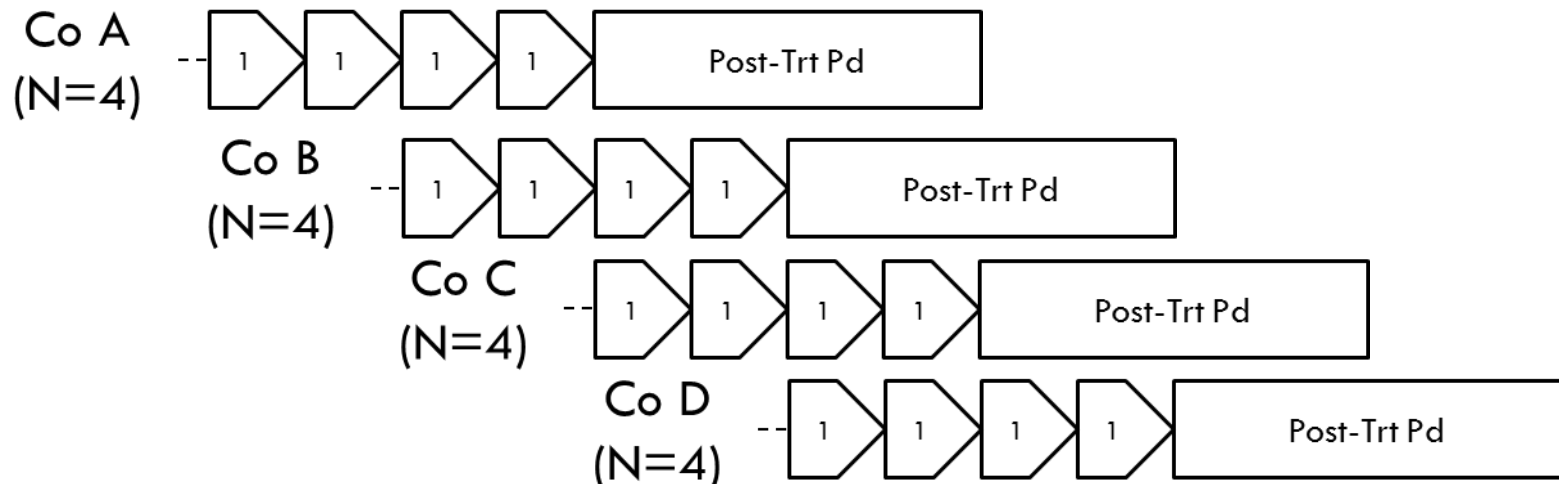 Co A
(N=4)
1 1 1 1 Post-Trt Pd
Co B
(N=4)
1 1 1 1 Post-Trt Pd
Co C
(N=4)
1 1 1 1 Post-Trt Pd
Co D
(N=4)
1 1 1 1 Post-Trt Pd